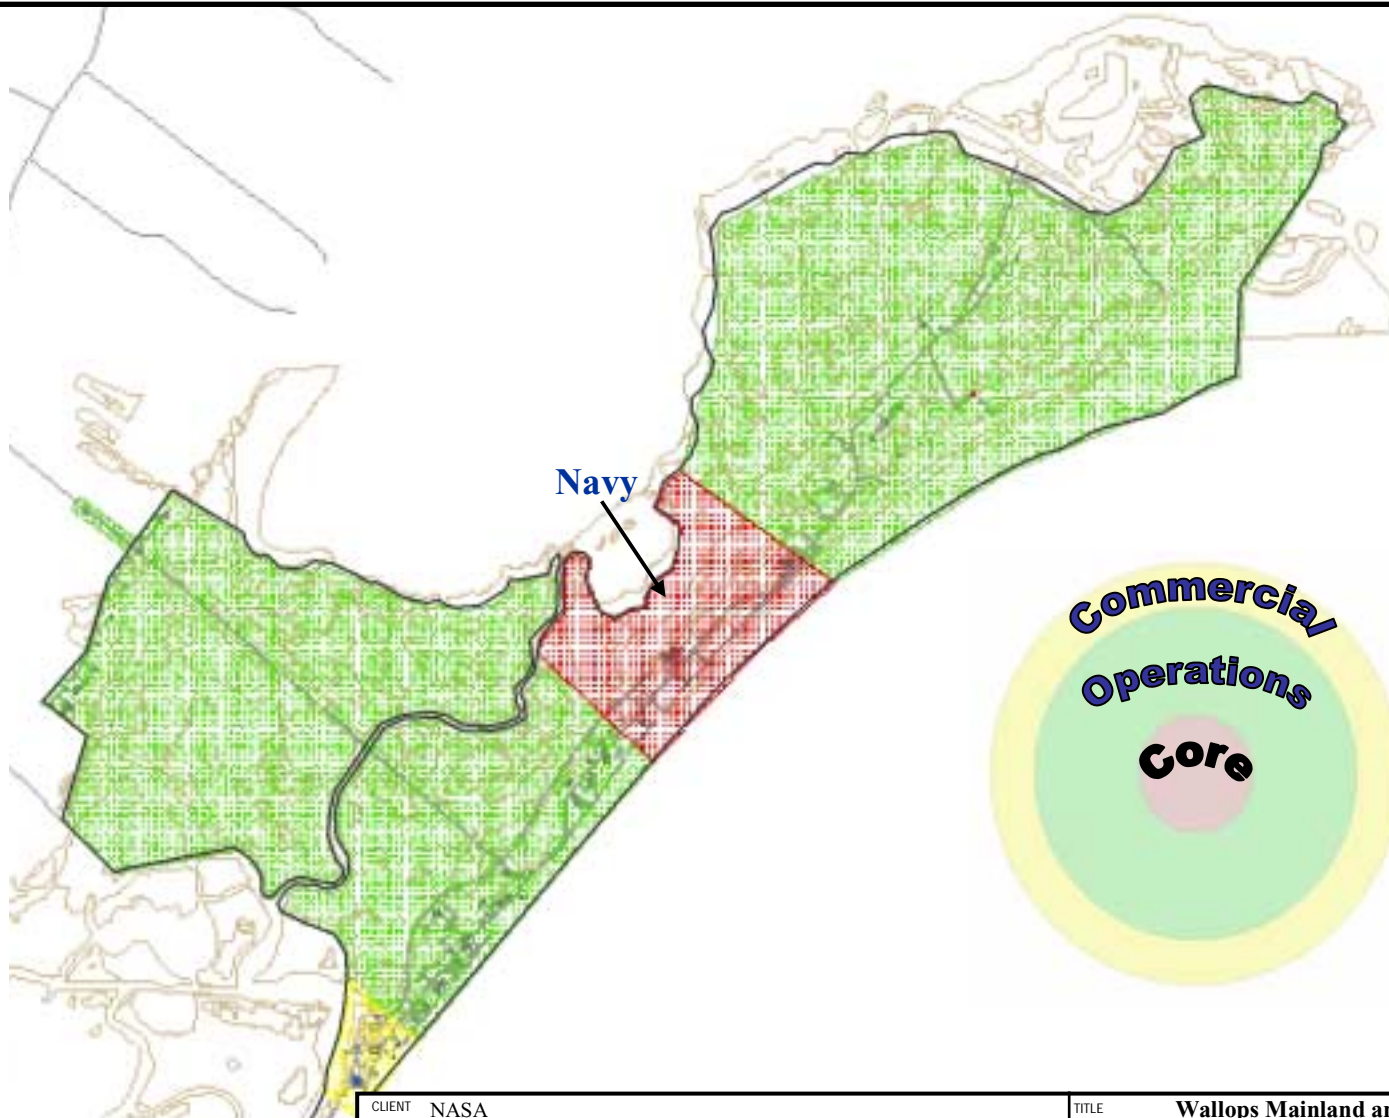 Navy
Commercial
Operations
Core
CLIENT NASA
TITLE Wallops Mainland